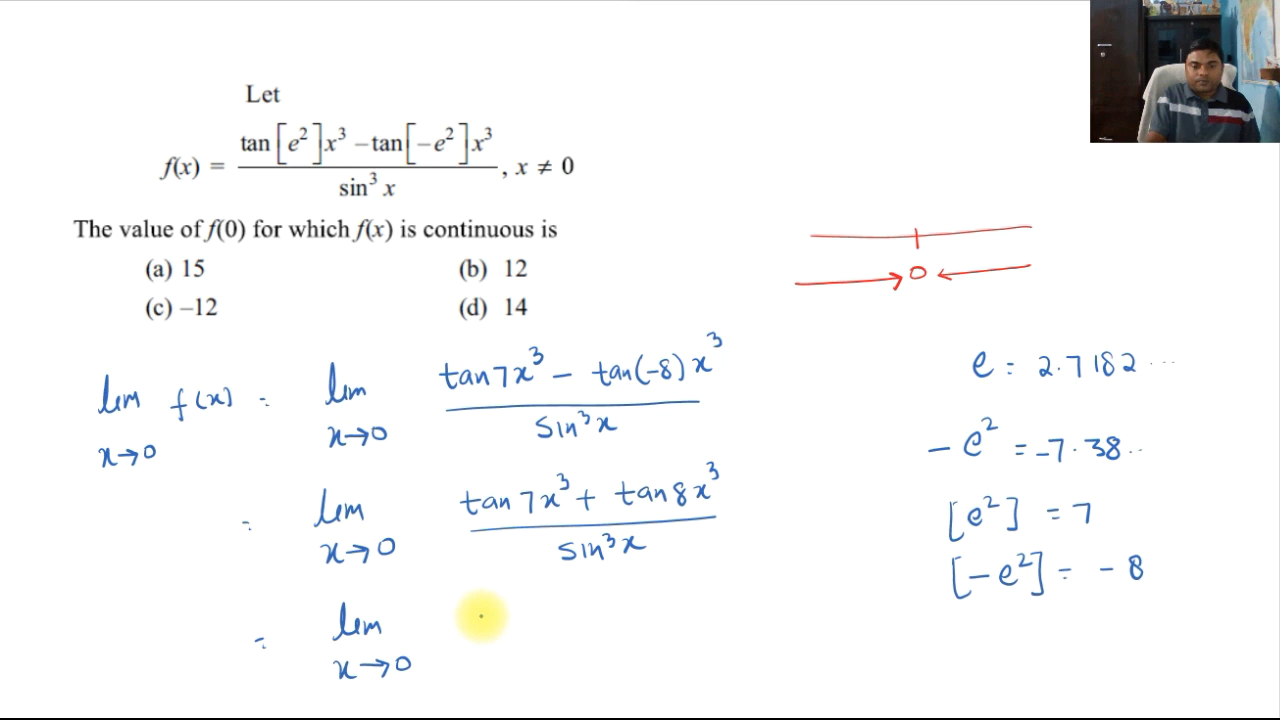 Let
f(x) = (tan[e²]x³ − tan[−e²]x³) / sin³ x , x ≠ 0
The value of f(0) for which f(x) is continuous is
(a) 15 (b) 12
(c) −12 (d) 14
0
lim x→0 f(x) = lim x→0 (tan7x³ − tan(−8)x³) / sin³x
= lim x→0 (tan7x³ + tan8x³) / sin³x
= lim x→0
e = 2.7182...
−e² = −7.38..
[e²] = 7
[−e²] = −8